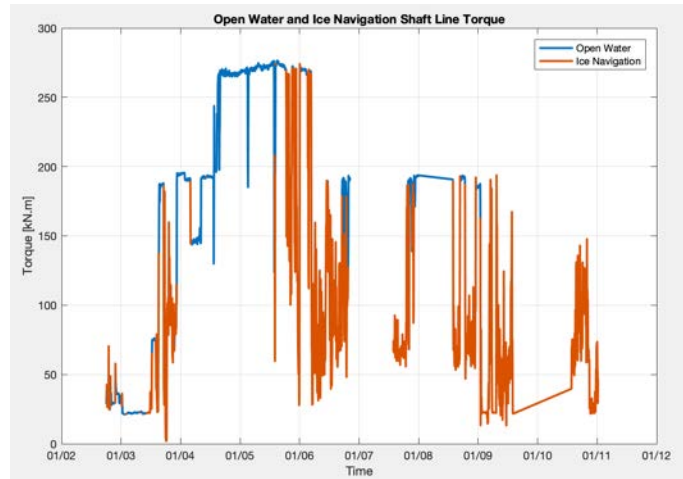 Open Water and Ice Navigation Shaft Line Torque
300
250
200
150
100
50
0
Torque [kN.m]
Open Water
Ice Navigation
01/02 01/03 01/04 01/05 01/06 01/07 01/08 01/09 01/10 01/11 01/12
Time